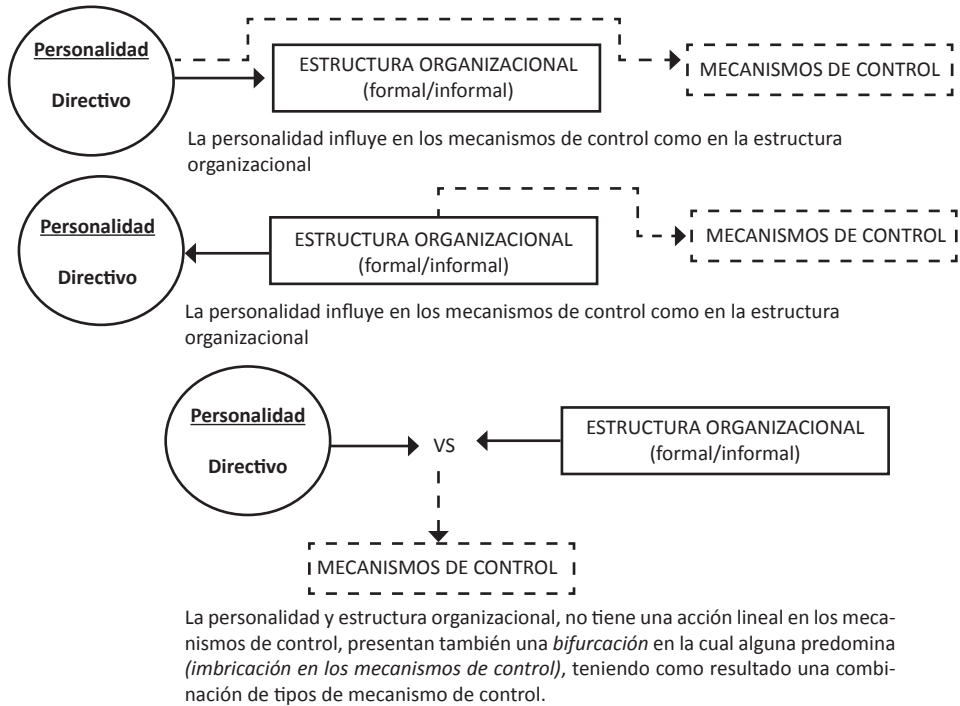 Personalidad
Directivo
ESTRUCTURA ORGANIZACIONAL
(formal/informal)
MECANISMOS DE CONTROL
La personalidad influye en los mecanismos de control como en la estructura
organizacional
Personalidad
Directivo
ESTRUCTURA ORGANIZACIONAL
(formal/informal)
MECANISMOS DE CONTROL
La personalidad influye en los mecanismos de control como en la estructura
organizacional
Personalidad
Directivo
VS
ESTRUCTURA ORGANIZACIONAL
(formal/informal)
MECANISMOS DE CONTROL
La personalidad y estructura organizacional, no tiene una acción lineal en los meca-
nismos de control, presentan también una bifurcación en la cual alguna predomina
(imbricación en los mecanismos de control), teniendo como resultado una combi-
nación de tipos de mecanismo de control.